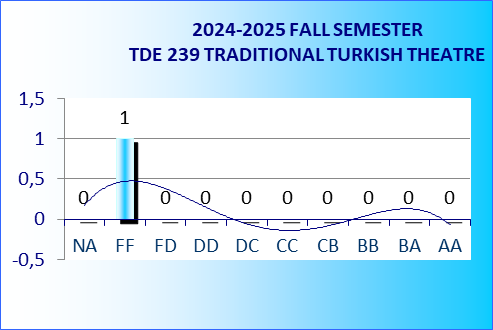 2024-2025 FALL SEMESTER
TDE 239 TRADITIONAL TURKISH THEATRE
1,5
1
0,5
0
-0,5
0 1 0 0 0 0 0 0 0 0
NA FF FD DD DC CC CB BB BA AA